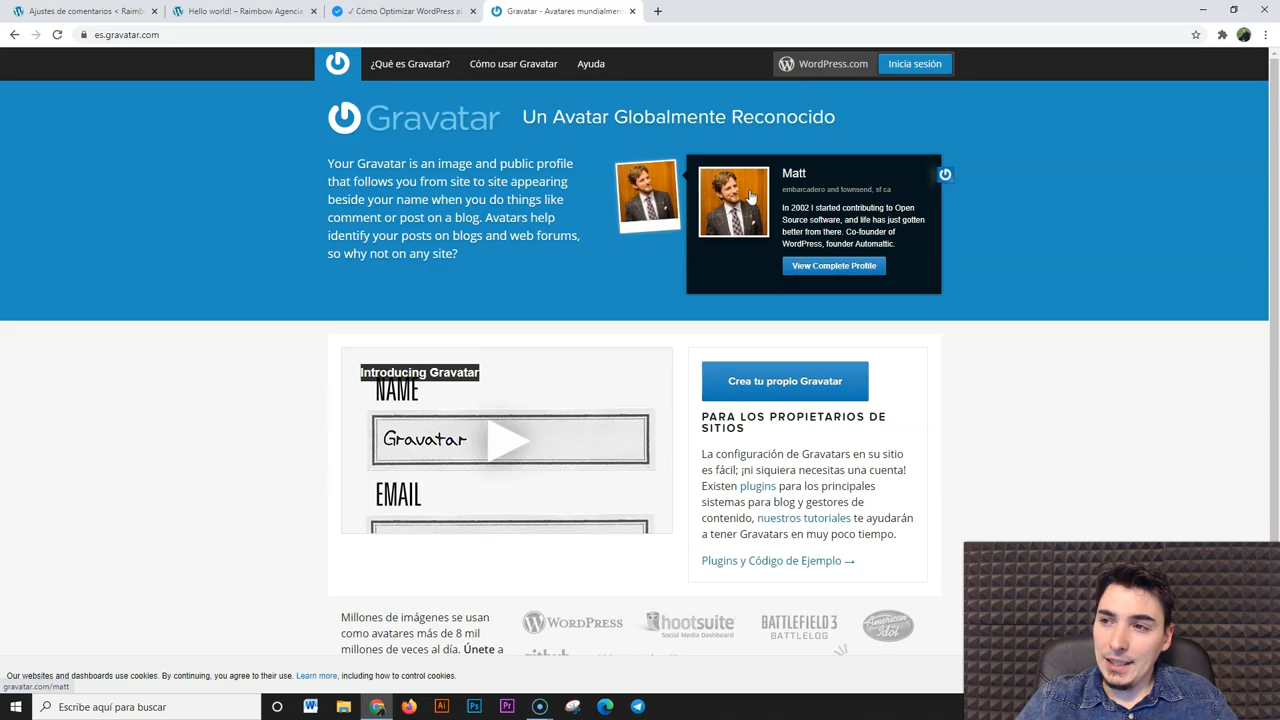 Ajustes de comentarios < Raimb
Hello world! – Raimbow Agencia
✓ Cómo Optimizar WordPress al
Gravatar - Avatares mundialmen
es.gravatar.com
¿Qué es Gravatar?
Cómo usar Gravatar
Ayuda
WordPress.com
Inicia sesión
Gravatar
Un Avatar Globalmente Reconocido
Your Gravatar is an image and public profile
that follows you from site to site appearing
beside your name when you do things like
comment or post on a blog. Avatars help
identify your posts on blogs and web forums,
so why not on any site?
Matt
embarcadero and townsend, sf ca
In 2002 I started contributing to Open
Source software, and life has just gotten
better from there. Co-founder of
WordPress, founder Automattic.
View Complete Profile
Introducing Gravatar
NAME
Gravatar
EMAIL
Crea tu propio Gravatar
PARA LOS PROPIETARIOS DE
SITIOS
La configuración de Gravatars en su sitio
es fácil; ¡ni siquiera necesitas una cuenta!
Existen plugins para los principales
sistemas para blog y gestores de
contenido, nuestros tutoriales te ayudarán
a tener Gravatars en muy poco tiempo.
Plugins y Código de Ejemplo →
Millones de imágenes se usan
como avatares más de 8 mil
millones de veces al día. Únete a
WORDPRESS
hootsuite
Social Media Dashboard
BATTLEFIELD 3
BATTLELOG
American Idol
github
Our websites and dashboards use cookies. By continuing, you agree to their use. Learn more, including how to control cookies.
gravatar.com/matt
Escribe aquí para buscar